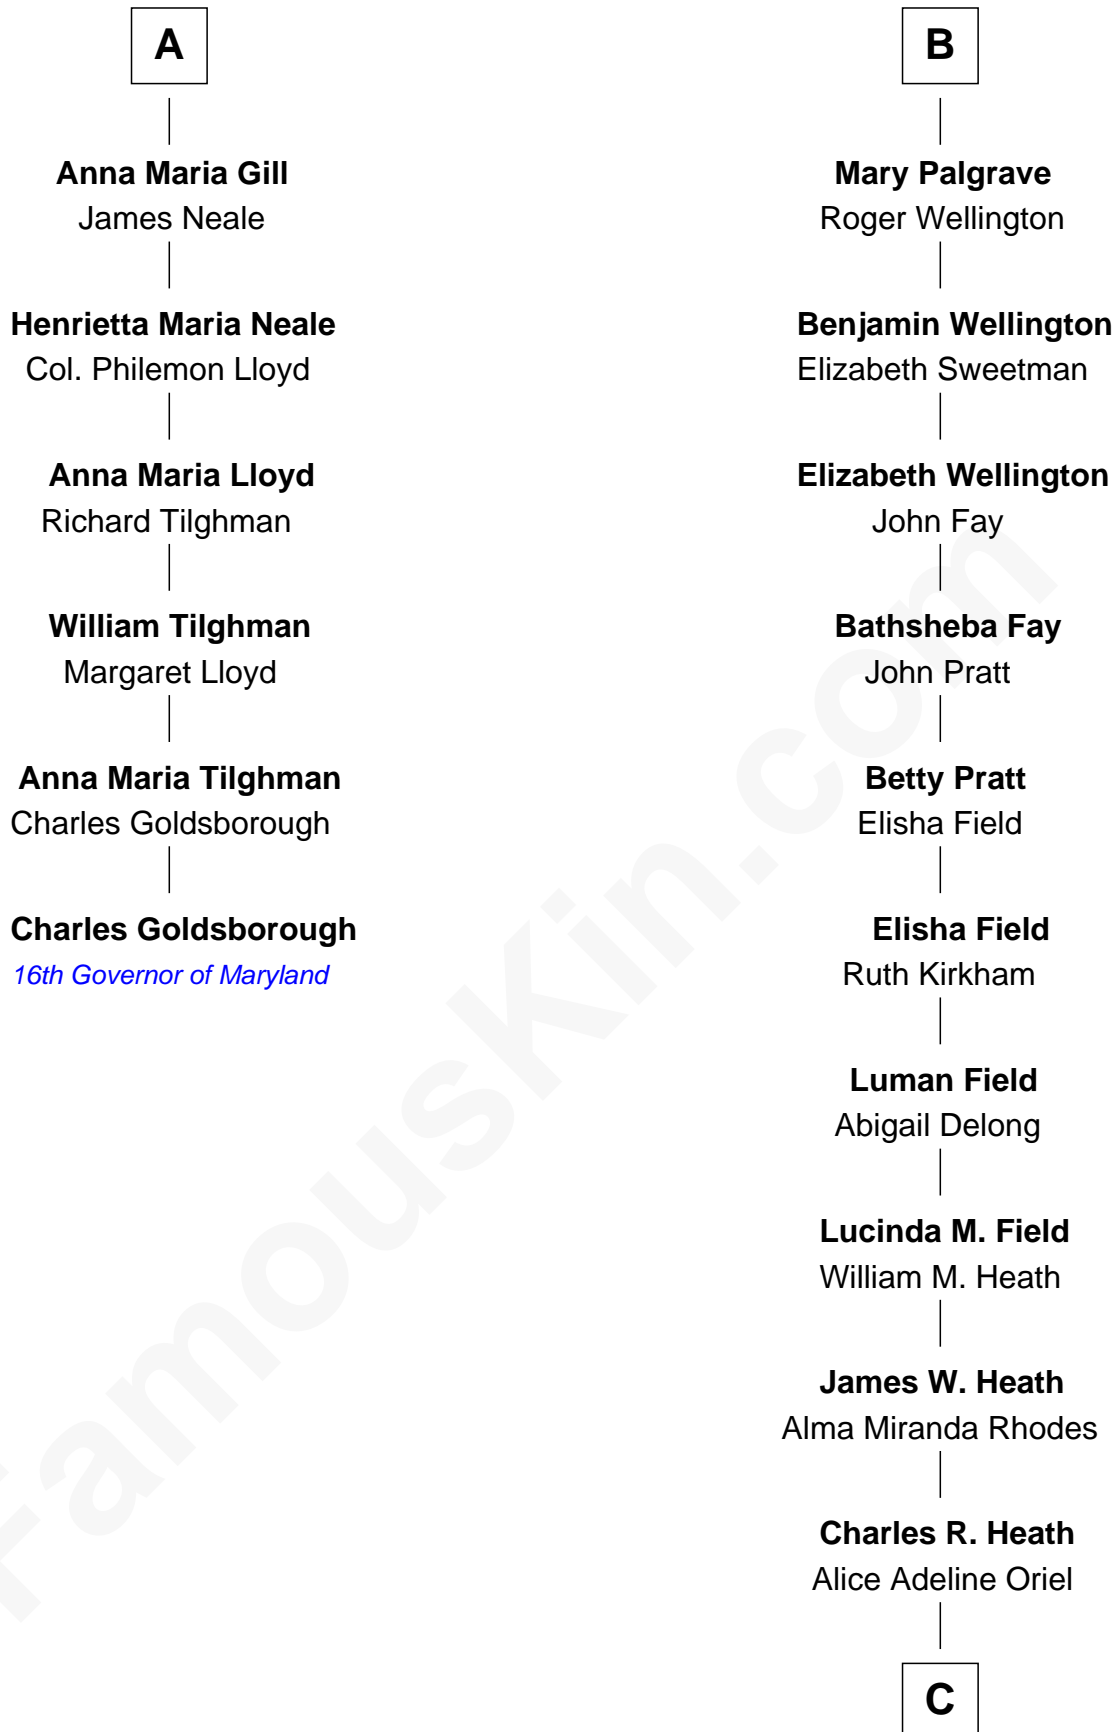 A
Anna Maria Gill
James Neale
Henrietta Maria Neale
Col. Philemon Lloyd
Anna Maria Lloyd
Richard Tilghman
William Tilghman
Margaret Lloyd
Anna Maria Tilghman
Charles Goldsborough
Charles Goldsborough
16th Governor of Maryland
B
Mary Palgrave
Roger Wellington
Benjamin Wellington
Elizabeth Sweetman
Elizabeth Wellington
John Fay
Bathsheba Fay
John Pratt
Betty Pratt
Elisha Field
Elisha Field
Ruth Kirkham
Luman Field
Abigail Delong
Lucinda M. Field
William M. Heath
James W. Heath
Alma Miranda Rhodes
Charles R. Heath
Alice Adeline Oriel
C
FamousKin.com